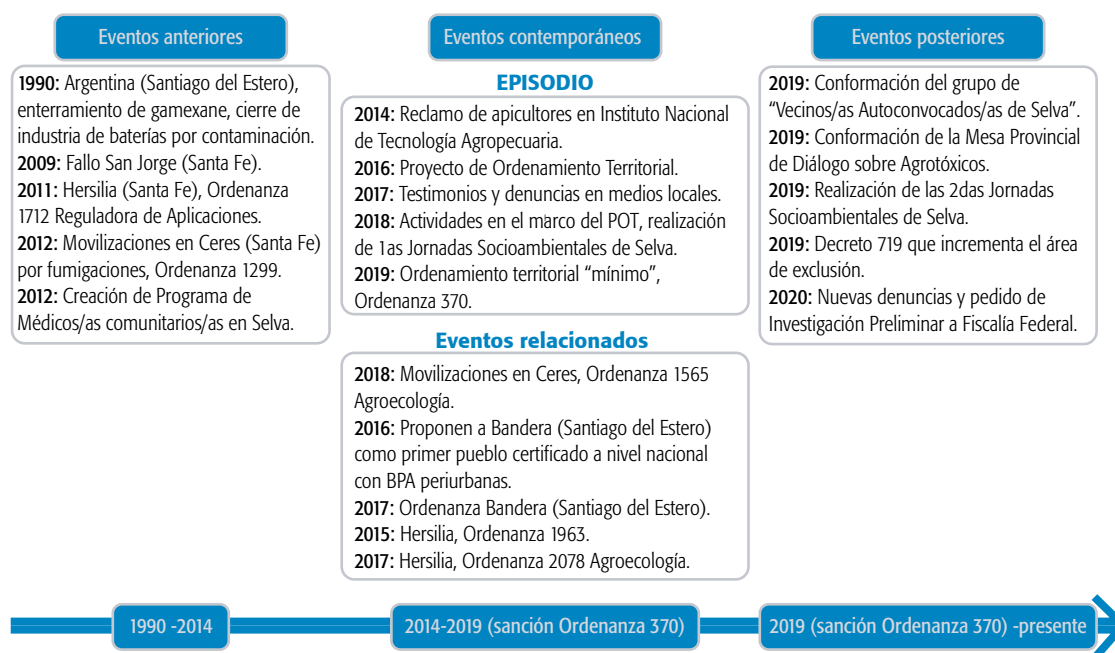 Eventos anteriores
1990: Argentina (Santiago del Estero),
enterramiento de gamexane, cierre de
industria de baterías por contaminación.
2009: Fallo San Jorge (Santa Fe).
2011: Hersilia (Santa Fe), Ordenanza
1712 Reguladora de Aplicaciones.
2012: Movilizaciones en Ceres (Santa Fe)
por fumigaciones, Ordenanza 1299.
2012: Creación de Programa de
Médicos/as comunitarios/as en Selva.
Eventos contemporáneos
EPISODIO
2014: Reclamo de apicultores en Instituto Nacional
de Tecnología Agropecuaria.
2016: Proyecto de Ordenamiento Territorial.
2017: Testimonios y denuncias en medios locales.
2018: Actividades en el marco del POT, realización
de 1as Jornadas Socioambientales de Selva.
2019: Ordenamiento territorial “mínimo”,
Ordenanza 370.
Eventos relacionados
2018: Movilizaciones en Ceres, Ordenanza 1565
Agroecología.
2016: Proponen a Bandera (Santiago del Estero)
como primer pueblo certificado a nivel nacional
con BPA periurbanas.
2017: Ordenanza Bandera (Santiago del Estero).
2015: Hersilia, Ordenanza 1963.
2017: Hersilia, Ordenanza 2078 Agroecología.
Eventos posteriores
2019: Conformación del grupo de
“Vecinos/as Autoconvocados/as de Selva”.
2019: Conformación de la Mesa Provincial
de Diálogo sobre Agrotóxicos.
2019: Realización de las 2das Jornadas
Socioambientales de Selva.
2019: Decreto 719 que incrementa el área
de exclusión.
2020: Nuevas denuncias y pedido de
Investigación Preliminar a Fiscalía Federal.
1990 -2014
2014-2019 (sanción Ordenanza 370)
2019 (sanción Ordenanza 370) -presente